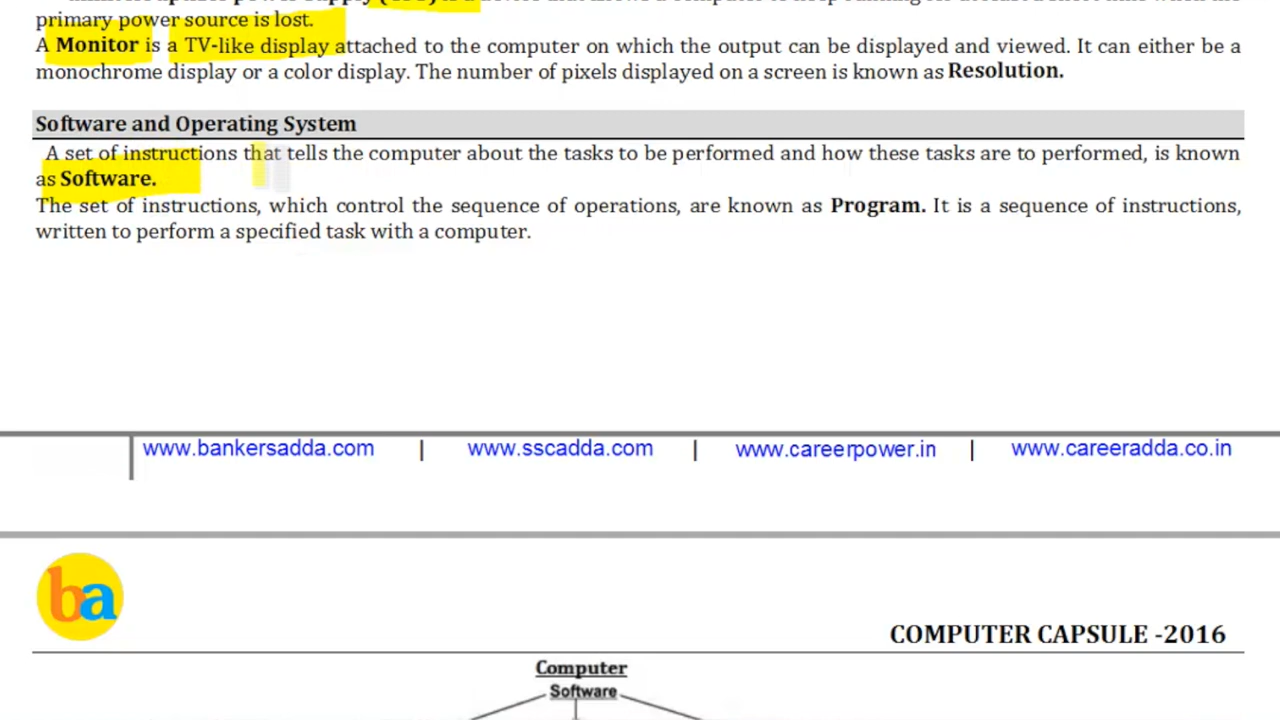 primary power source is lost.
A Monitor is a TV-like display attached to the computer on which the output can be displayed and viewed. It can either be a
monochrome display or a color display. The number of pixels displayed on a screen is known as Resolution.
Software and Operating System
A set of instructions that tells the computer about the tasks to be performed and how these tasks are to performed, is known
as Software.
The set of instructions, which control the sequence of operations, are known as Program. It is a sequence of instructions,
written to perform a specified task with a computer.
www.bankersadda.com | www.sscadda.com | www.careerpower.in | www.careeradda.co.in
ba
COMPUTER CAPSULE -2016
Computer
Software